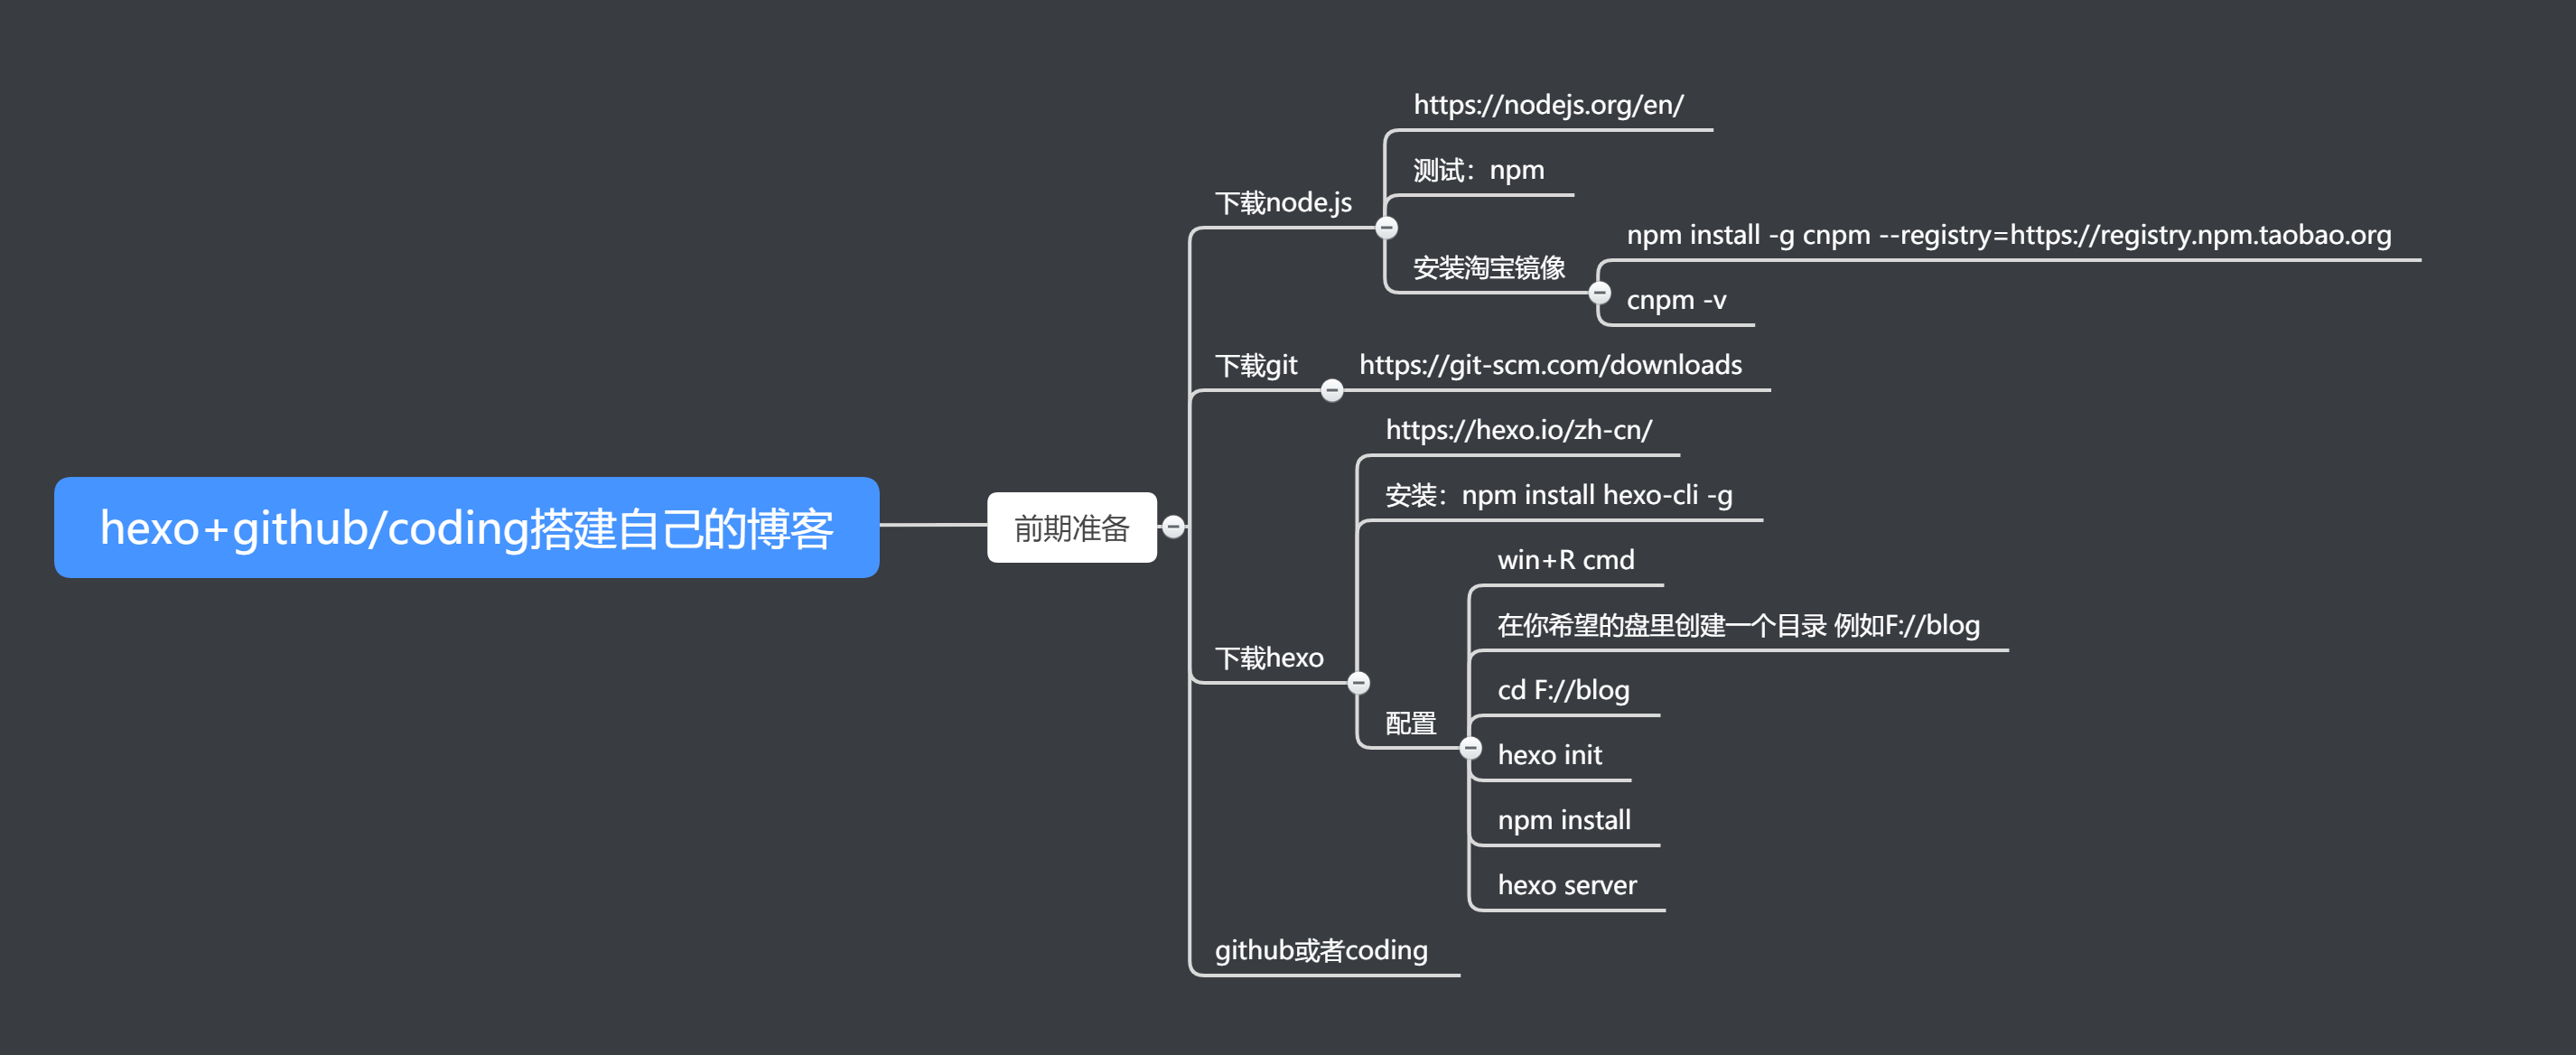 hexo+github/coding搭建自己的博客
前期准备
下载node.js
https://nodejs.org/en/
测试：npm
安装淘宝镜像
npm install -g cnpm --registry=https://registry.npm.taobao.org
cnpm -v
下载git
https://git-scm.com/downloads
下载hexo
https://hexo.io/zh-cn/
安装：npm install hexo-cli -g
配置
win+R cmd
在你希望的盘里创建一个目录 例如F://blog
cd F://blog
hexo init
npm install
hexo server
github或者coding